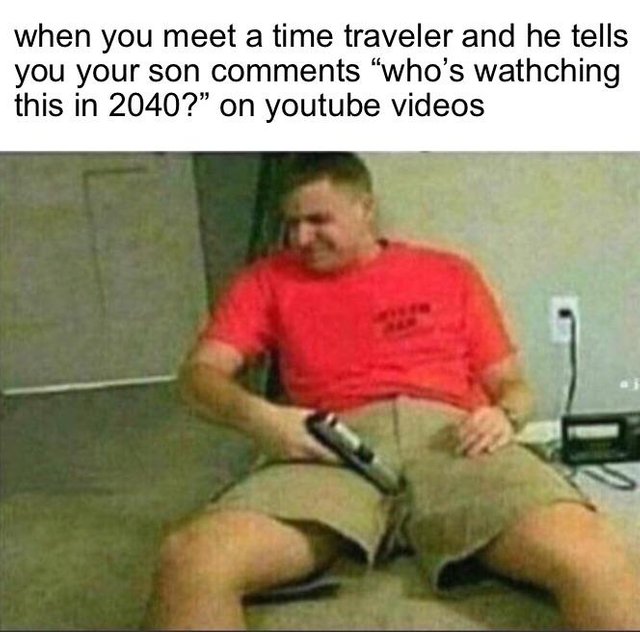 when you meet a time traveler and he tells
you your son comments “who’s wathching
this in 2040?” on youtube videos